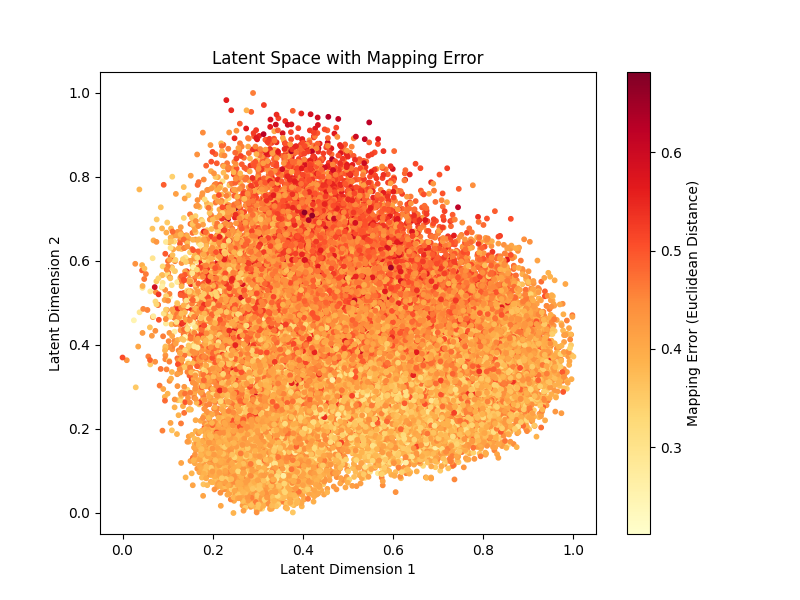 Latent Space with Mapping Error
Latent Dimension 2
1.0
0.8
0.6
0.4
0.2
0.0
0.0 0.2 0.4 0.6 0.8 1.0
Latent Dimension 1
0.6
0.5
0.4
0.3
Mapping Error (Euclidean Distance)